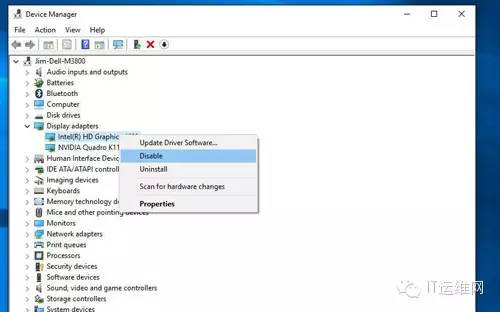 Device Manager
File Action View Help
Jim-Dell-M3800
Audio inputs and outputs
Batteries
Bluetooth
Computer
Disk drives
Display adapters
Intel(R) HD Graphics
NVIDIA Quadro K11
Human Interface Devic
IDE ATA/ATAPI controll
Imaging devices
Keyboards
Memory technology de
Mice and other pointing devices
Monitors
Network adapters
Print queues
Processors
Security devices
Software devices
Sound, video and game controllers
Storage controllers
System devices
Update Driver Software...
Disable
Uninstall
Scan for hardware changes
Properties
IT运维网